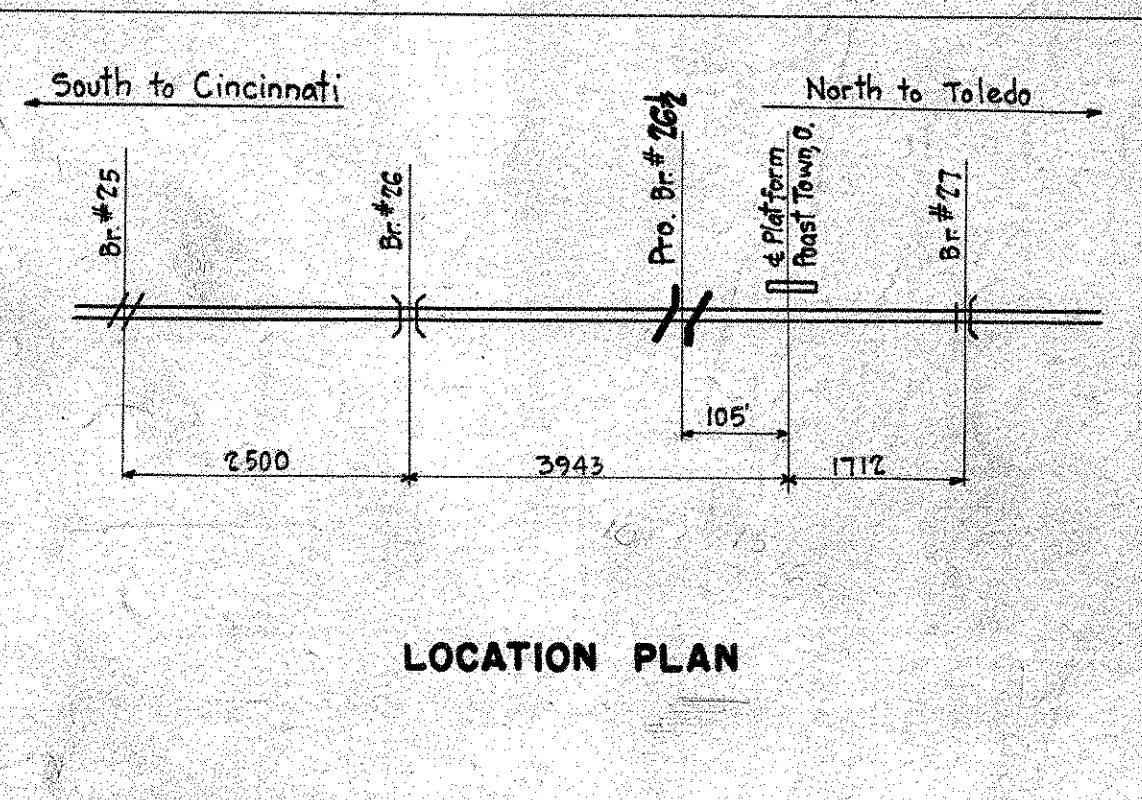 South to Cincinnati
North to Toledo
Br. #25
Br. #26
Pro. Br. # 26½
℄ Platform
Poast Town, O.
Br. #27
105'
2500
3943
1712
LOCATION PLAN